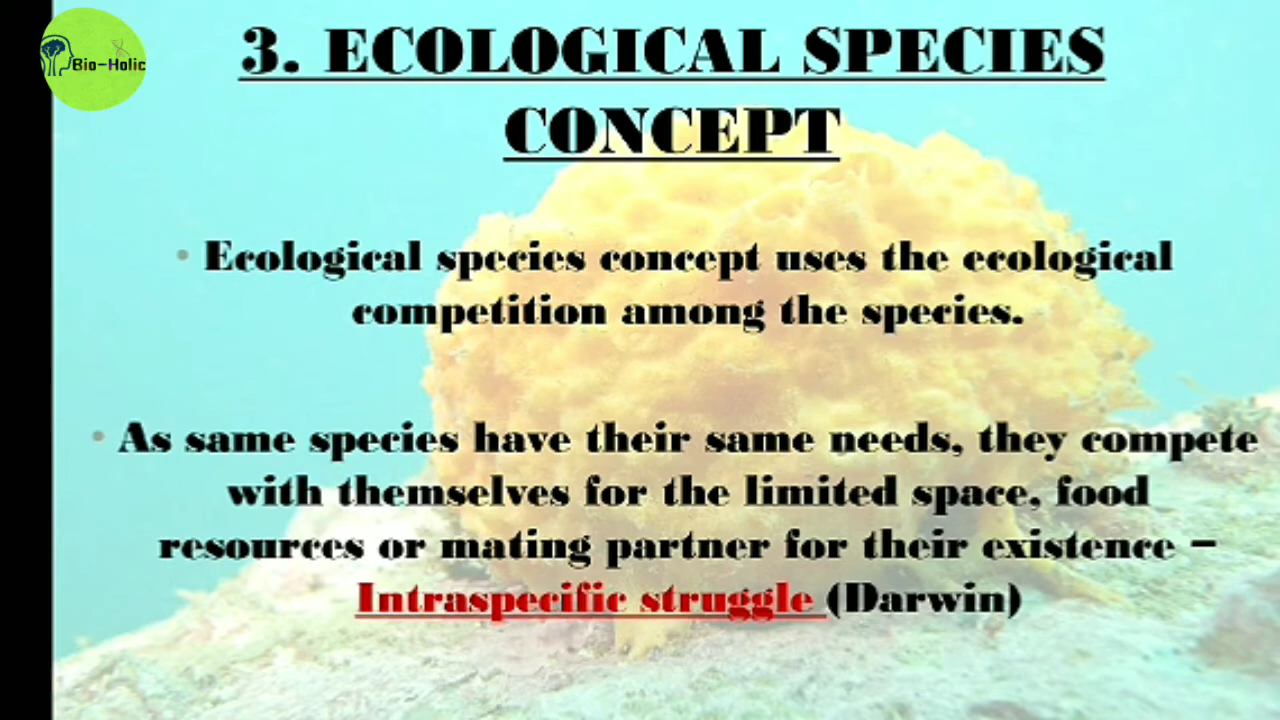 Bio-Holic
3. ECOLOGICAL SPECIES
CONCEPT
• Ecological species concept uses the ecological
competition among the species.
• As same species have their same needs, they compete
with themselves for the limited space, food
resources or mating partner for their existence –
Intraspecific struggle (Darwin)